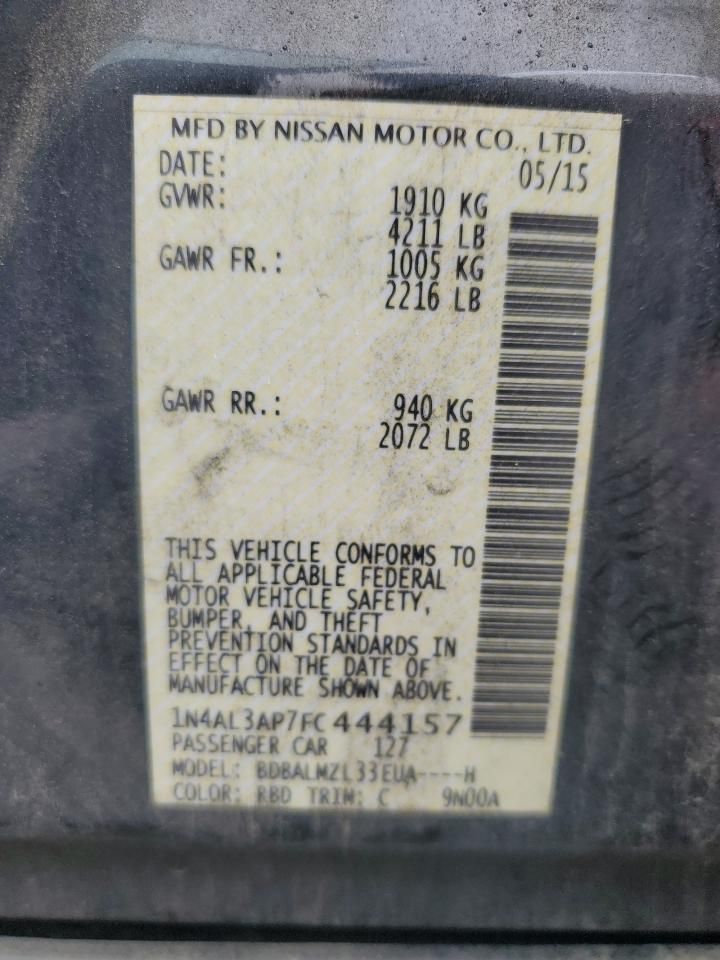 MFD BY NISSAN MOTOR CO., LTD.
DATE: 05/15
GVWR: 1910 KG
4211 LB
GAWR FR.: 1005 KG
2216 LB
GAWR RR.: 940 KG
2072 LB
THIS VEHICLE CONFORMS TO
ALL APPLICABLE FEDERAL
MOTOR VEHICLE SAFETY,
BUMPER, AND THEFT
PREVENTION STANDARDS IN
EFFECT ON THE DATE OF
MANUFACTURE SHOWN ABOVE.
1N4AL3AP7FC444157
PASSENGER CAR 127
MODEL: BDBALMZL33EUA----H
COLOR: RBD TRIM: C 9N00A